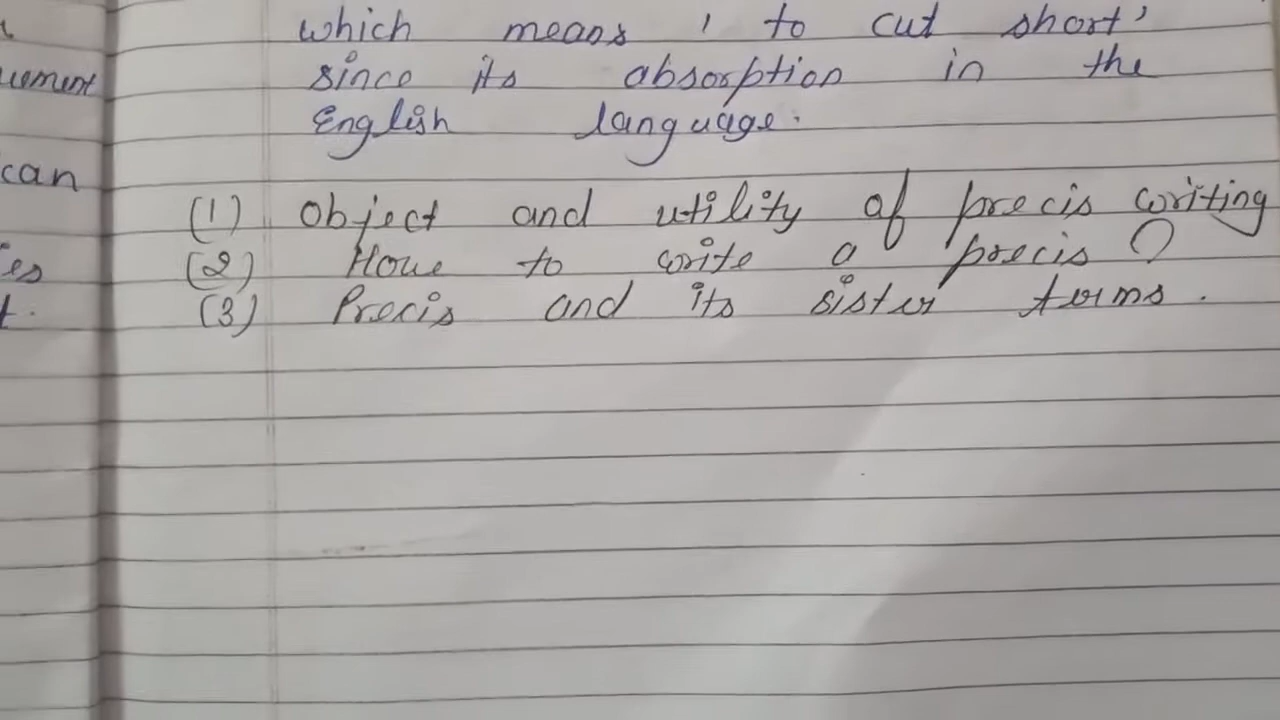 which means ' to cut short'
since its absorption in the
English language.
(1) Object and utility of precis writing
(2) How to write a precis ?
(3) Precis and its sister terms.
can